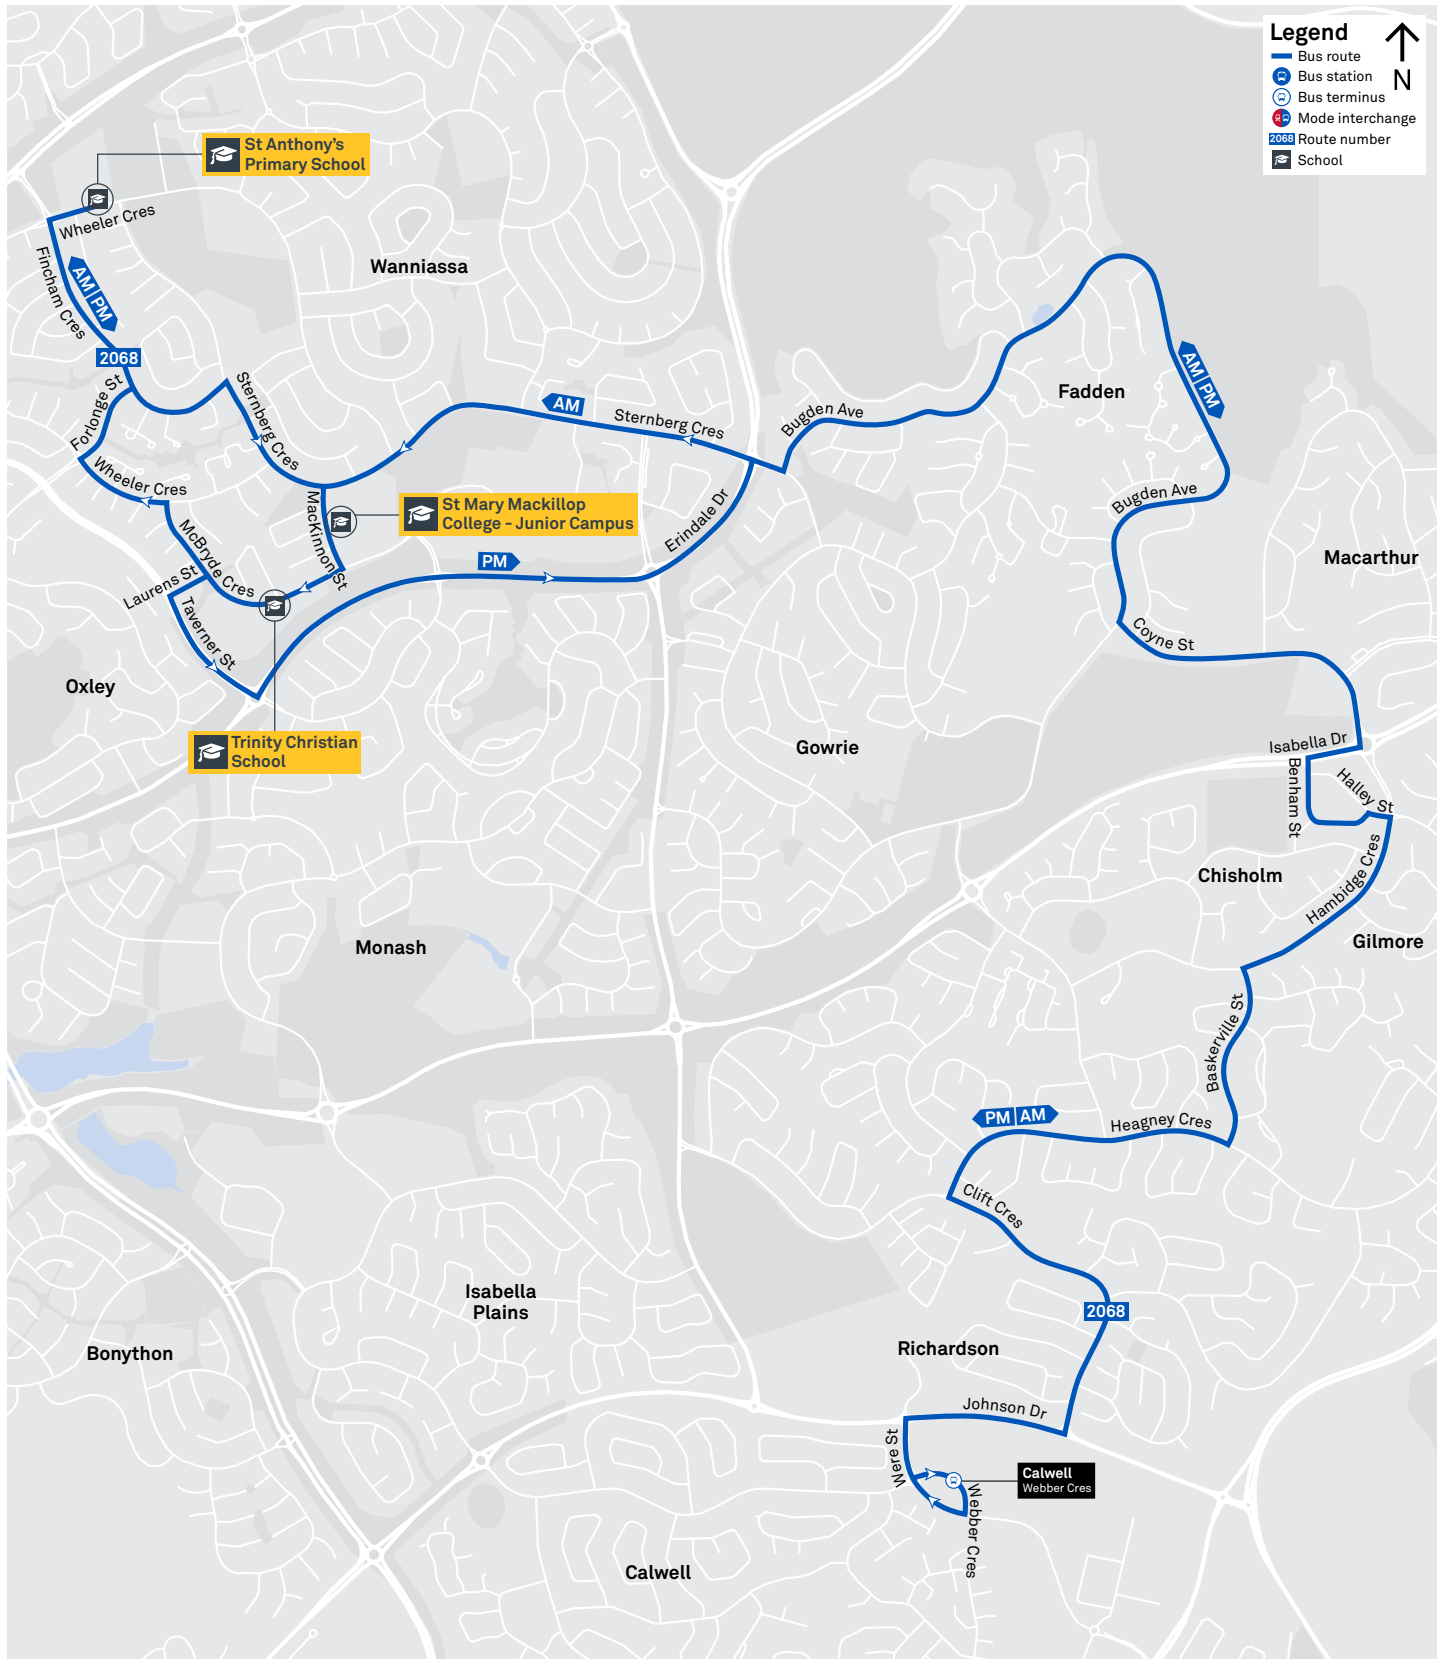 Legend
N
Bus route
Bus station
Bus terminus
Mode interchange
2068 Route number
School
St Anthony's
Primary School
Wheeler Cres
Fincham Cres
AM PM
2068
Wanniassa
Forlonge St
Sternberg Cres
AM
Sternberg Cres
Bugden Ave
Fadden
AM PM
Wheeler Cres
MacKinnon St
St Mary Mackillop
College - Junior Campus
Erindale Dr
Bugden Ave
McBryde Cres
PM
Macarthur
Laurens St
Taverner St
Coyne St
Oxley
Trinity Christian
School
Gowrie
Isabella Dr
Benham St
Halley St
Chisholm
Hambidge Cres
Monash
Gilmore
Baskerville St
PM AM
Heagney Cres
Clift Cres
Isabella
Plains
2068
Bonython
Richardson
Johnson Dr
Were St
Calwell
Webber Cres
Webber Cres
Calwell